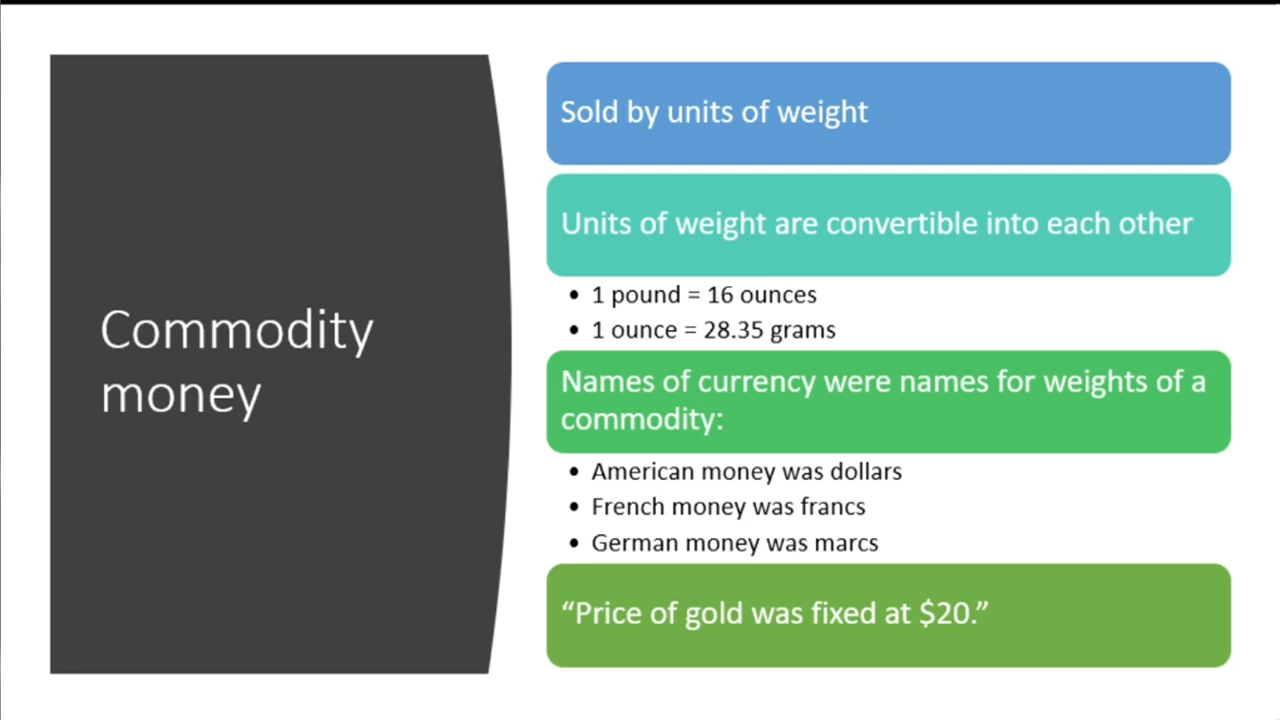 Commodity
money
Sold by units of weight
Units of weight are convertible into each other
• 1 pound = 16 ounces
• 1 ounce = 28.35 grams
Names of currency were names for weights of a
commodity:
• American money was dollars
• French money was francs
• German money was marcs
“Price of gold was fixed at $20.”